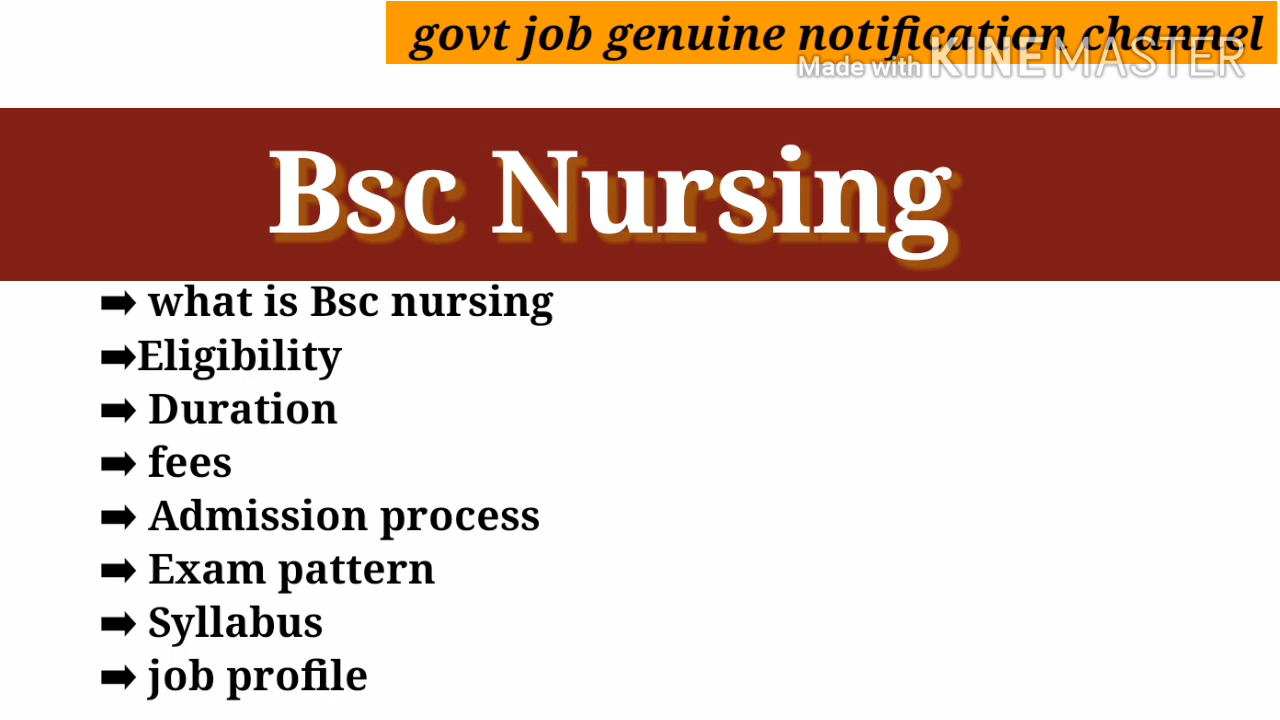 govt job genuine notification channel
Made with KINEMASTER
Bsc Nursing
➡ what is Bsc nursing
➡Eligibility
➡ Duration
➡ fees
➡ Admission process
➡ Exam pattern
➡ Syllabus
➡ job profile